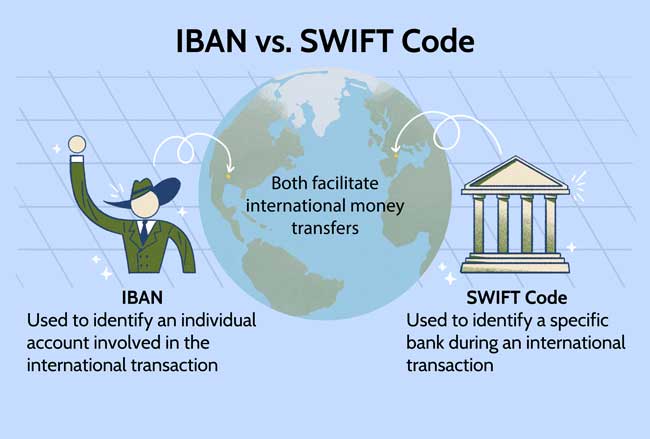 IBAN vs. SWIFT Code
Both facilitate
international money
transfers
IBAN
Used to identify an individual
account involved in the
international transaction
SWIFT Code
Used to identify a specific
bank during an international
transaction